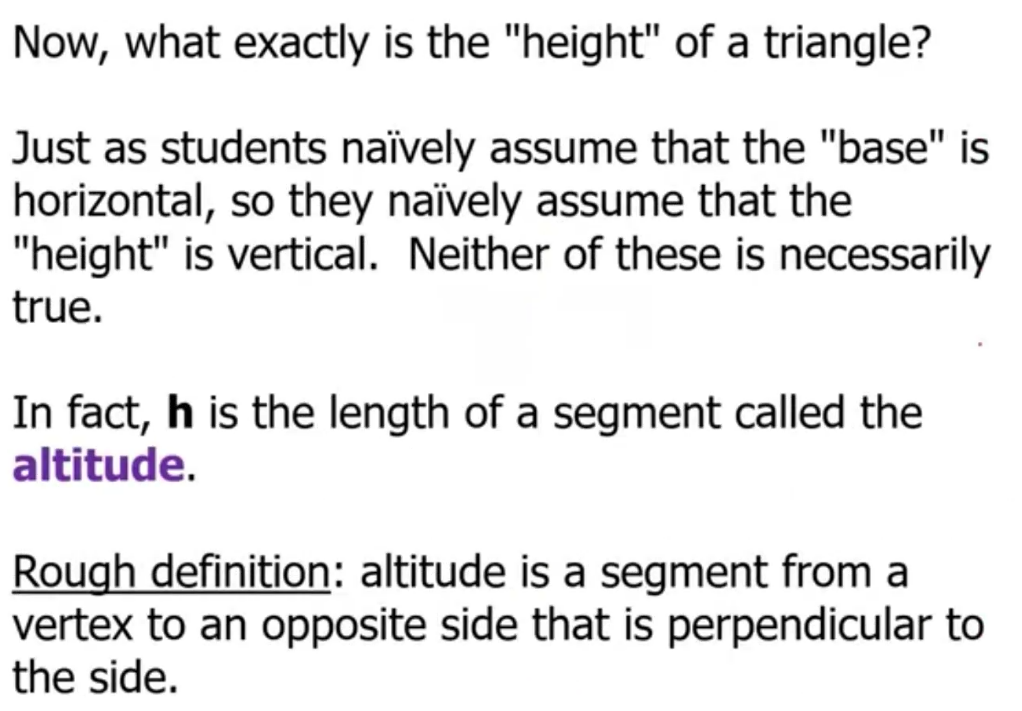 Now, what exactly is the "height" of a triangle?
Just as students naïvely assume that the "base" is
horizontal, so they naïvely assume that the
"height" is vertical.  Neither of these is necessarily
true.
In fact, h is the length of a segment called the
altitude.
Rough definition: altitude is a segment from a
vertex to an opposite side that is perpendicular to
the side.